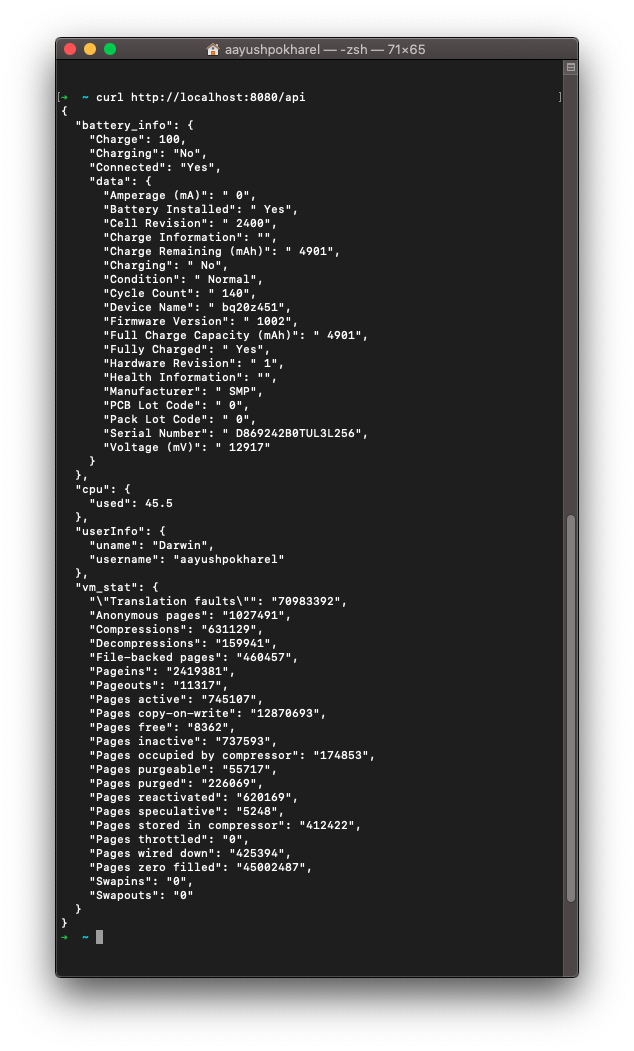 aayushpokharel — -zsh — 71×65
[➜  ~ curl http://localhost:8080/api ]
{
  "battery_info": {
    "Charge": 100,
    "Charging": "No",
    "Connected": "Yes",
    "data": {
      "Amperage (mA)": " 0",
      "Battery Installed": " Yes",
      "Cell Revision": " 2400",
      "Charge Information": "",
      "Charge Remaining (mAh)": " 4901",
      "Charging": " No",
      "Condition": " Normal",
      "Cycle Count": " 140",
      "Device Name": " bq20z451",
      "Firmware Version": " 1002",
      "Full Charge Capacity (mAh)": " 4901",
      "Fully Charged": " Yes",
      "Hardware Revision": " 1",
      "Health Information": "",
      "Manufacturer": " SMP",
      "PCB Lot Code": " 0",
      "Pack Lot Code": " 0",
      "Serial Number": " D869242B0TUL3L256",
      "Voltage (mV)": " 12917"
    }
  },
  "cpu": {
    "used": 45.5
  },
  "userInfo": {
    "uname": "Darwin",
    "username": "aayushpokharel"
  },
  "vm_stat": {
    "\"Translation faults\"": "70983392",
    "Anonymous pages": "1027491",
    "Compressions": "631129",
    "Decompressions": "159941",
    "File-backed pages": "460457",
    "Pageins": "2419381",
    "Pageouts": "11317",
    "Pages active": "745107",
    "Pages copy-on-write": "12870693",
    "Pages free": "8362",
    "Pages inactive": "737593",
    "Pages occupied by compressor": "174853",
    "Pages purgeable": "55717",
    "Pages purged": "226069",
    "Pages reactivated": "620169",
    "Pages speculative": "5248",
    "Pages stored in compressor": "412422",
    "Pages throttled": "0",
    "Pages wired down": "425394",
    "Pages zero filled": "45002487",
    "Swapins": "0",
    "Swapouts": "0"
  }
}
➜  ~